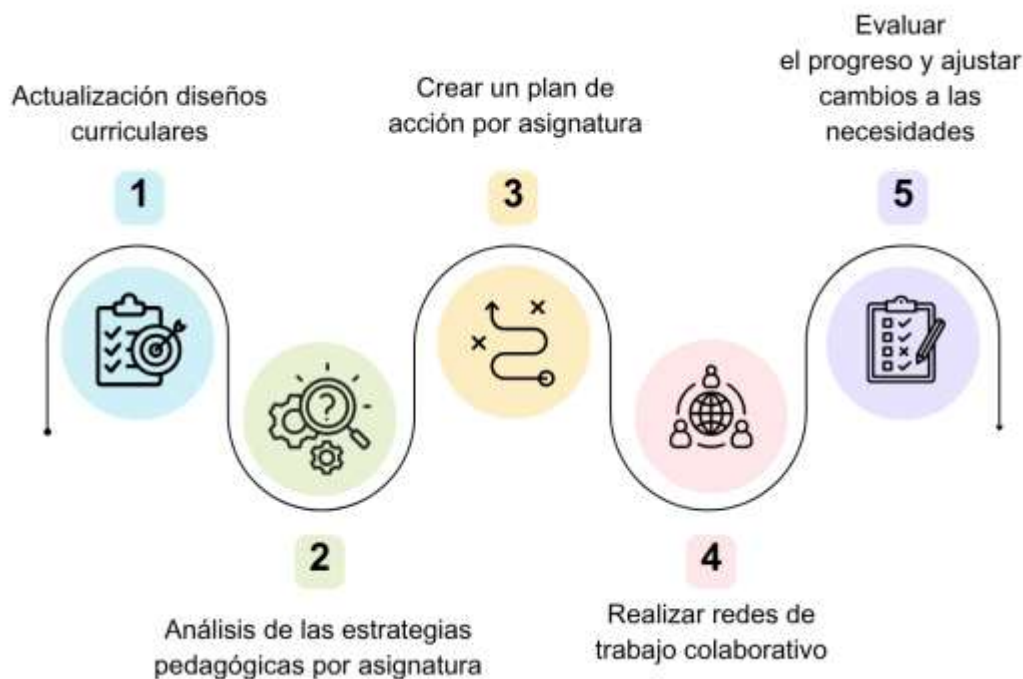 Actualización diseños
curriculares
1
2
Análisis de las estrategias
pedagógicas por asignatura
Crear un plan de
acción por asignatura
3
4
Realizar redes de
trabajo colaborativo
Evaluar
el progreso y ajustar
cambios a las
necesidades
5
?